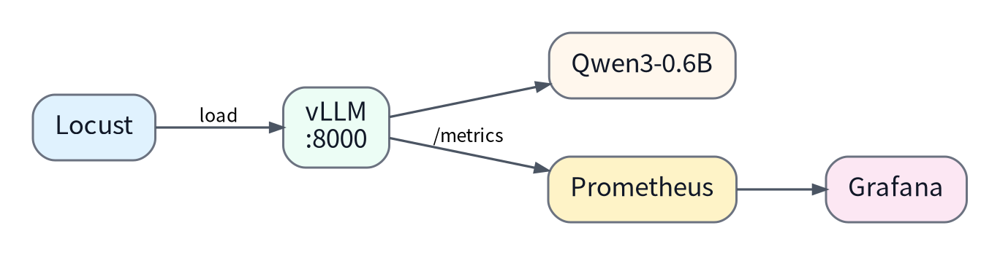 Locust
load
vLLM
:8000
Qwen3-0.6B
/metrics
Prometheus
Grafana